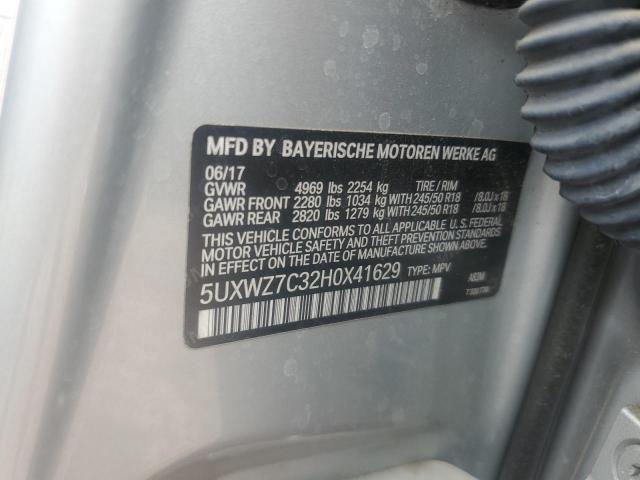 MFD BY BAYERISCHE MOTOREN WERKE AG
06/17
GVWR 4969 lbs 2254 kg TIRE / RIM
GAWR FRONT 2280 lbs 1034 kg WITH 245/50 R18 /8.0J x 18
GAWR REAR 2820 lbs 1279 kg WITH 245/50 R18 /8.0J x 18
THIS VEHICLE CONFORMS TO ALL APPLICABLE U.S. FEDERAL
MOTOR VEHICLE SAFETY AND THEFT PREVENTION STANDARDS
IN EFFECT ON THE DATE OF MANUFACTURE SHOWN ABOVE.
5UXWZ7C32H0X41629 TYPE: MPV